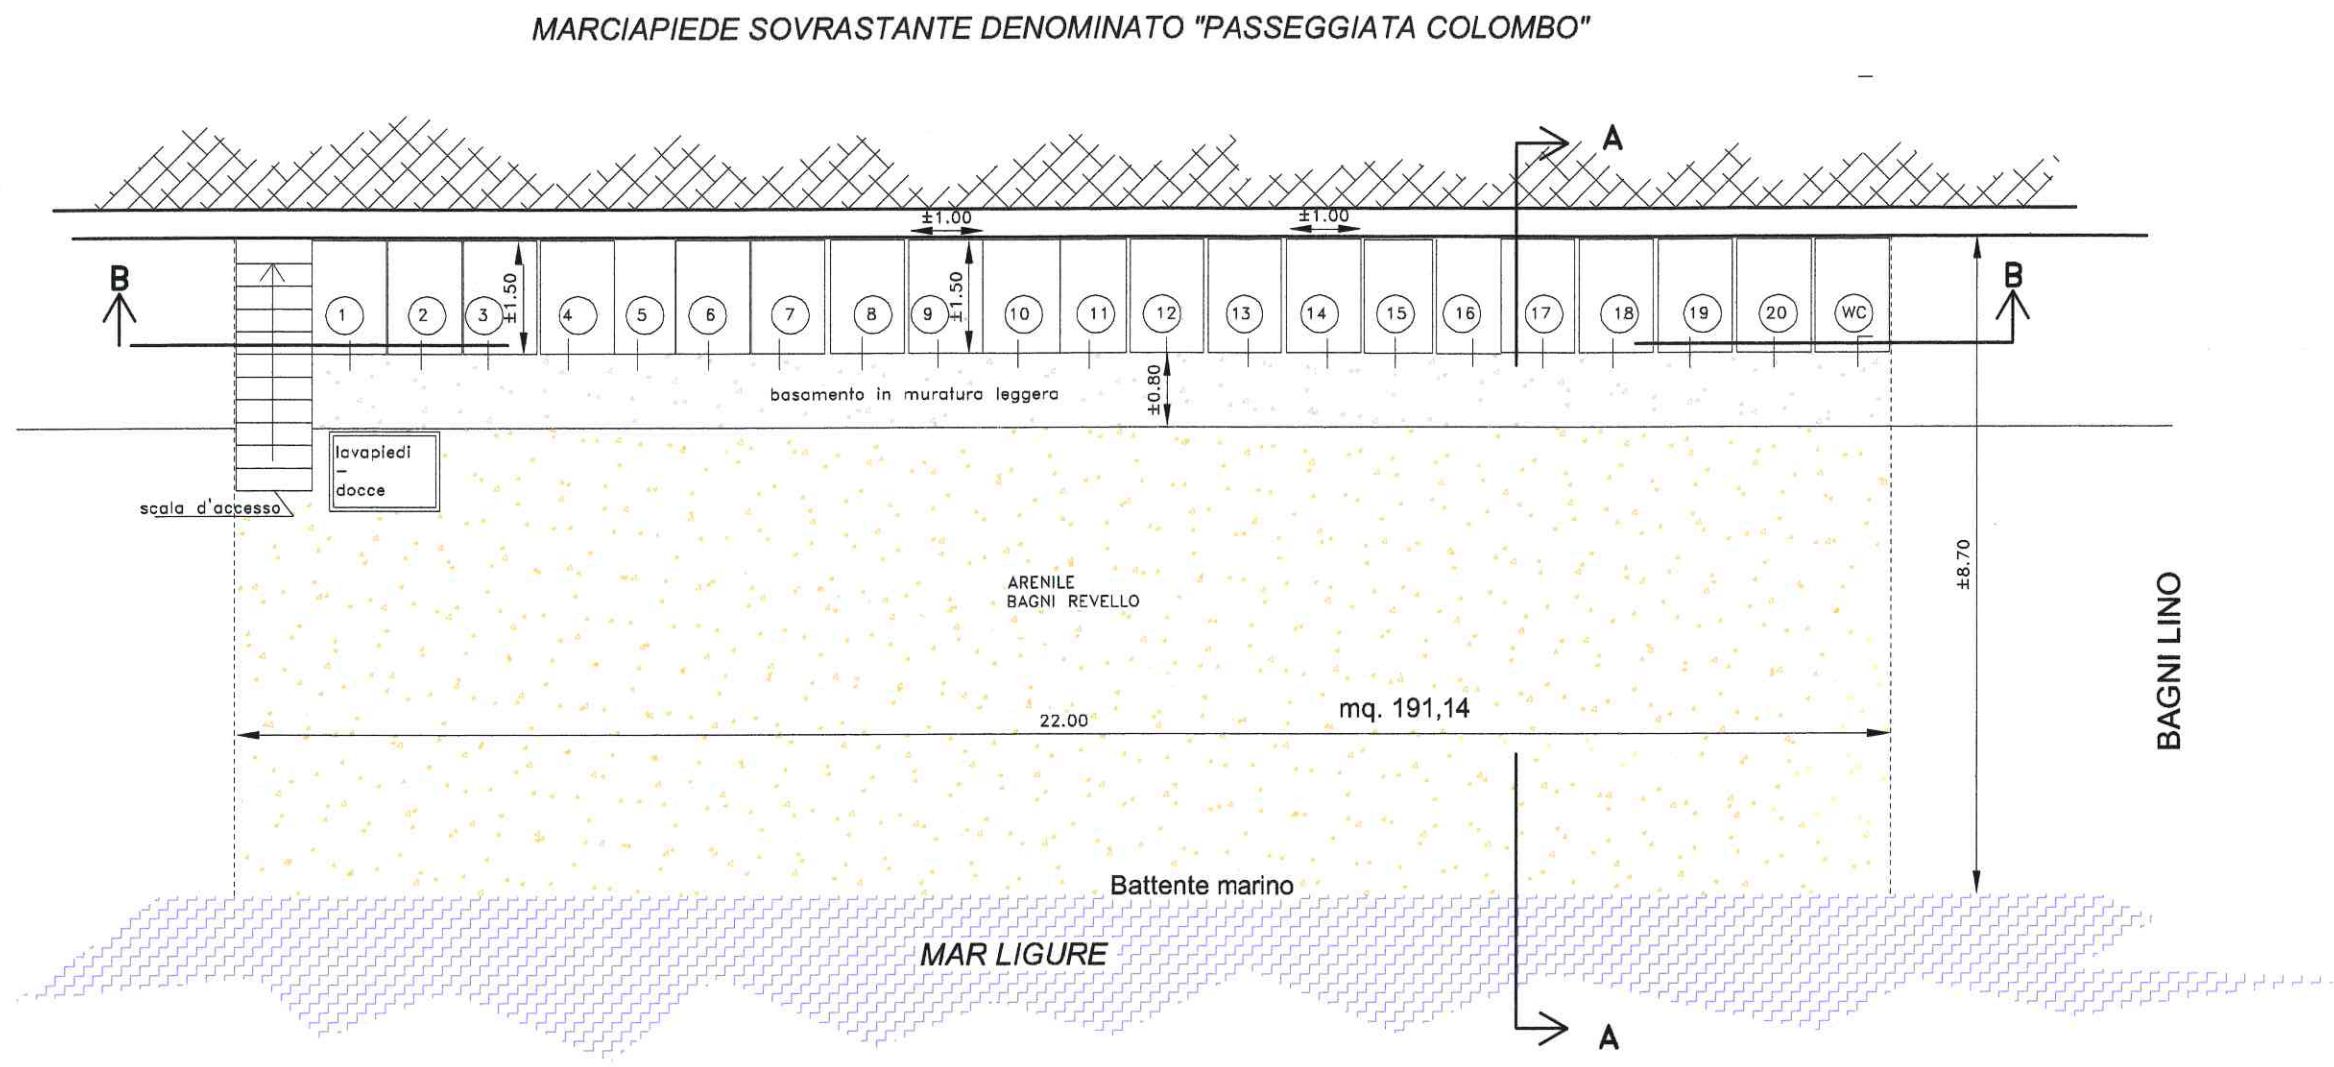 MARCIAPIEDE SOVRASTANTE DENOMINATO "PASSEGGIATA COLOMBO"
A
±1.00 ±1.00
B B
±1.50 ±1.50
1 2 3 4 5 6 7 8 9 10 11 12 13 14 15 16 17 18 19 20 WC
basamento in muratura leggera
±0.80
lavapiedi
-
docce
scala d'accesso
ARENILE
BAGNI REVELLO
±8.70
BAGNI LINO
mq. 191,14
22.00
Battente marino
MAR LIGURE
A